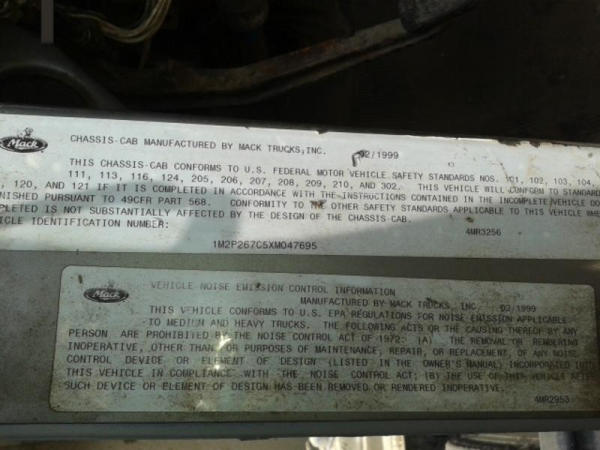 Mack CHASSIS-CAB MANUFACTURED BY MACK TRUCKS, INC. 02/1999
THIS CHASSIS-CAB CONFORMS TO U.S. FEDERAL MOTOR VEHICLE SAFETY STANDARDS NOS. 101, 102, 103, 104,
111, 113, 116, 124, 205, 206, 207, 208, 209, 210, AND 302. THIS VEHICLE WILL CONFORM TO STANDARD
, 120, AND 121 IF IT IS COMPLETED IN ACCORDANCE WITH THE INSTRUCTIONS CONTAINED IN THE INCOMPLETE VEHICLE DO
NISHED PURSUANT TO 49CFR PART 568. CONFORMITY TO THE OTHER SAFETY STANDARDS APPLICABLE TO THIS VEHICLE WHE
PLETED IS NOT SUBSTANTIALLY AFFECTED BY THE DESIGN OF THE CHASSIS-CAB.
ICLE IDENTIFICATION NUMBER: 4MR3256
1M2P267C5XM047695
Mack VEHICLE NOISE EMISSION CONTROL INFORMATION
MANUFACTURED BY MACK TRUCKS, INC. 02/1999
THIS VEHICLE CONFORMS TO U.S. EPA REGULATIONS FOR NOISE EMISSION APPLICABLE
TO MEDIUM AND HEAVY TRUCKS. THE FOLLOWING ACTS OR THE CAUSING THEREOF BY ANY
PERSON ARE PROHIBITED BY THE NOISE CONTROL ACT OF 1972: (A) THE REMOVAL OR RENDERING
INOPERATIVE, OTHER THAN FOR PURPOSES OF MAINTENANCE, REPAIR, OR REPLACEMENT, OF ANY NOISE
CONTROL DEVICE OR ELEMENT OF DESIGN (LISTED IN THE OWNER'S MANUAL) INCORPORATED INTO
THIS VEHICLE IN COMPLIANCE WITH THE NOISE CONTROL ACT; (B) THE USE OF THIS VEHICLE AFTE
SUCH DEVICE OR ELEMENT OF DESIGN HAS BEEN REMOVED OR RENDERED INOPERATIVE.
4MR2953